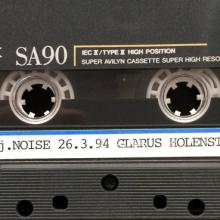 SA90 IEC II/TYPE II HIGH POSITION
SUPER AVILYN CASSETTE SUPER HIGH RESO
j.NOISE 26.3.94 GLARUS HOLENST